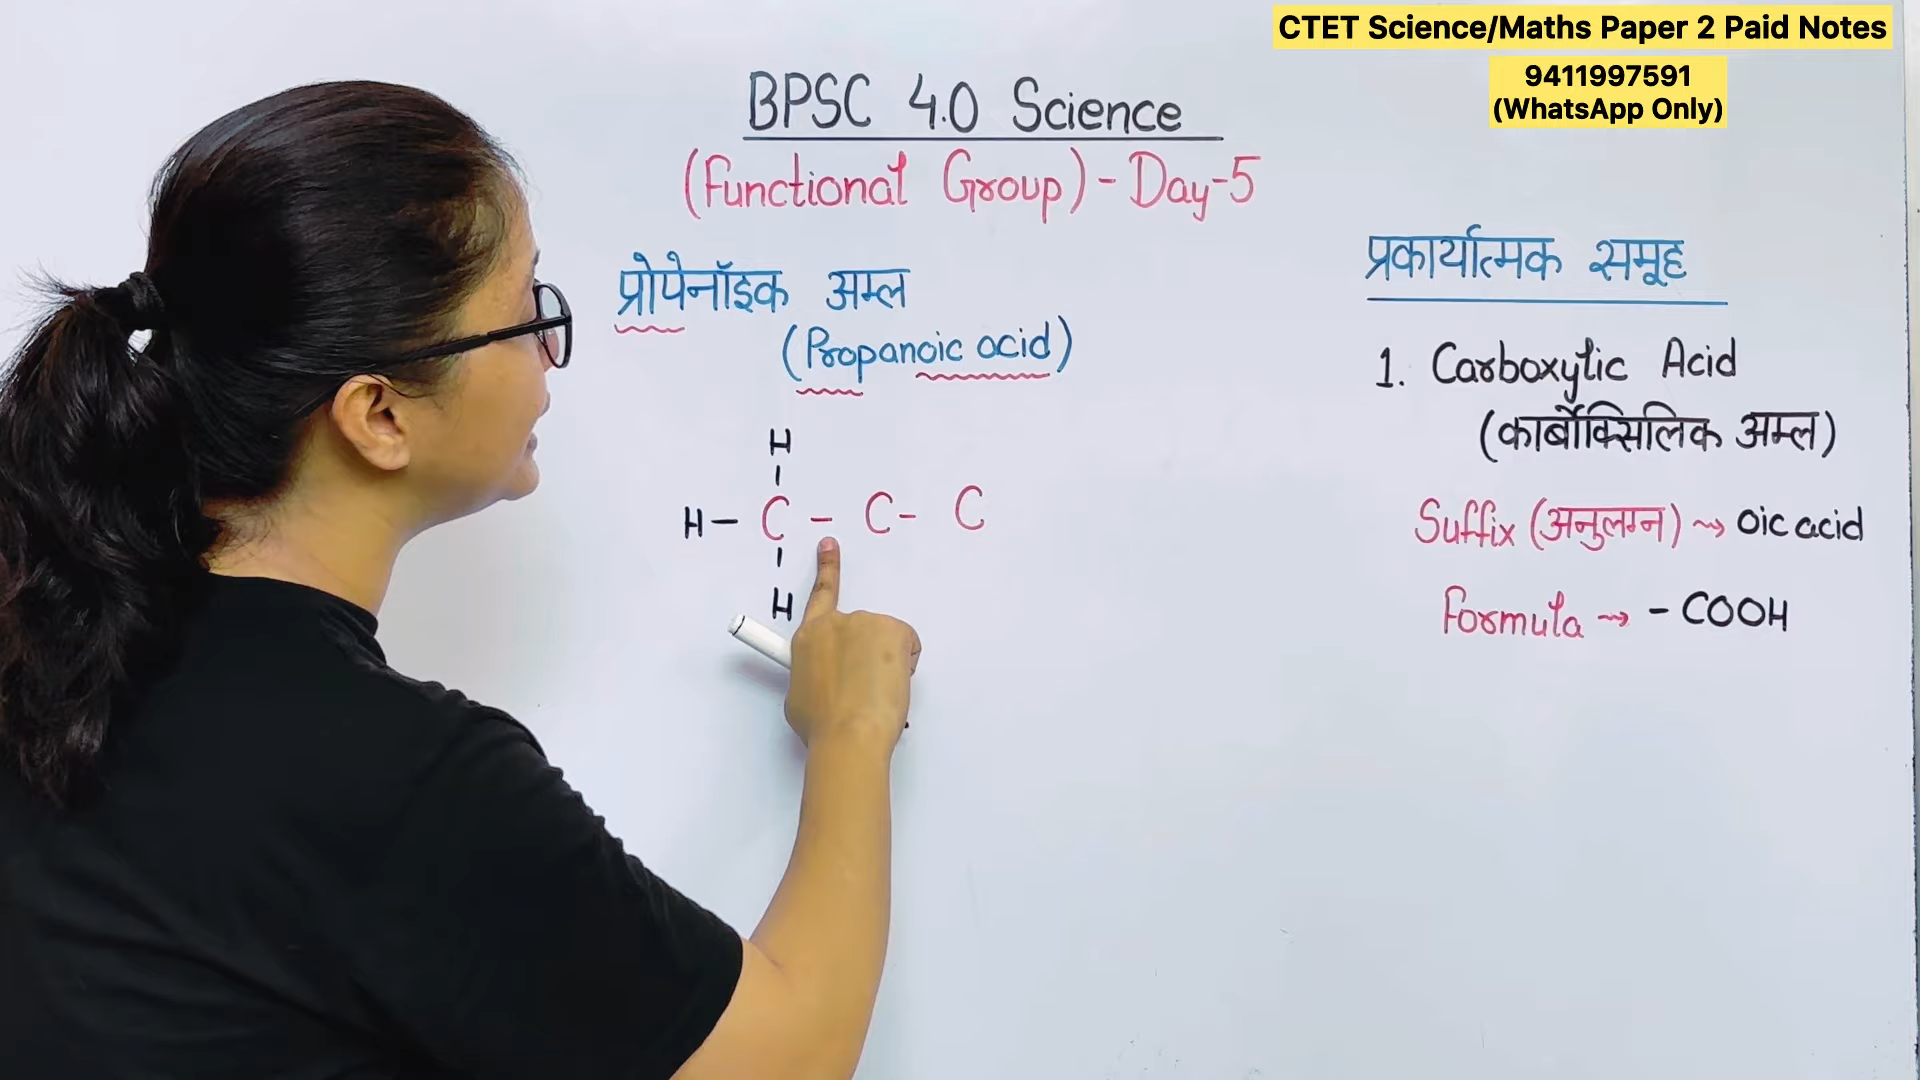 CTET Science/Maths Paper 2 Paid Notes
9411997591
(WhatsApp Only)
BPSC 4.0 Science
(Functional Group) - Day-5
प्रोपेनॉइक अम्ल
(Propanoic acid)
H
H - C - C - C
H
प्रकार्यात्मक समूह
1. Carboxylic Acid
(कार्बोक्सिलिक अम्ल)
Suffix (अनुलग्न) ⇝ oic acid
Formula ⇝ - COOH